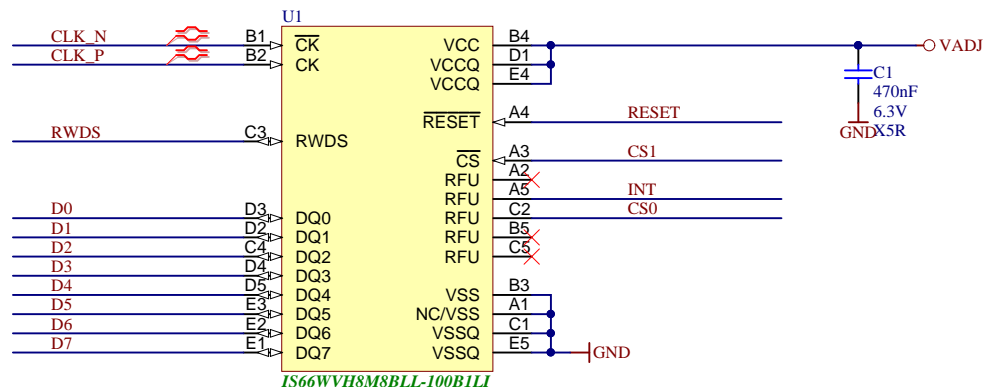 U1
CLK_N B1 CK VCC B4 VADJ
CLK_P B2 CK VCCQ D1
VCCQ E4
C1
470nF
6.3V
X5R
GND
RESET A4 RESET
RWDS C3 RWDS
CS A3 CS1
RFU A2
RFU A5 INT
D0 D3 DQ0 RFU C2 CS0
D1 D2 DQ1 RFU B5
D2 C4 DQ2 RFU C5
D3 D4 DQ3
D4 D5 DQ4 VSS B3
D5 E3 DQ5 NC/VSS A1
D6 E2 DQ6 VSSQ C1
D7 E1 DQ7 VSSQ E5 GND
IS66WVH8M8BLL-100B1LI